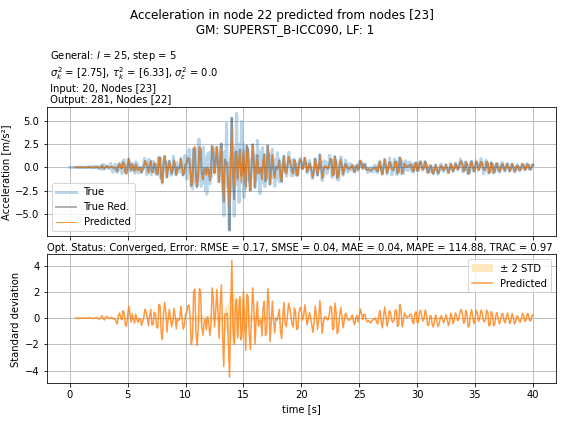 Acceleration in node 22 predicted from nodes [23]
GM: SUPERST_B-ICC090, LF: 1
General: l = 25, step = 5
σ²ₖ = [2.75], τ²ₖ = [6.33], σ²ε = 0.0
Input: 20, Nodes [23]
Output: 281, Nodes [22]
Acceleration [m/s²]
5.0
2.5
0.0
−2.5
−5.0
True
True Red.
Predicted
Opt. Status: Converged, Error: RMSE = 0.17, SMSE = 0.04, MAE = 0.04, MAPE = 114.88, TRAC = 0.97
Standard deviation
4
2
0
−2
−4
± 2 STD
Predicted
0 5 10 15 20 25 30 35 40
time [s]